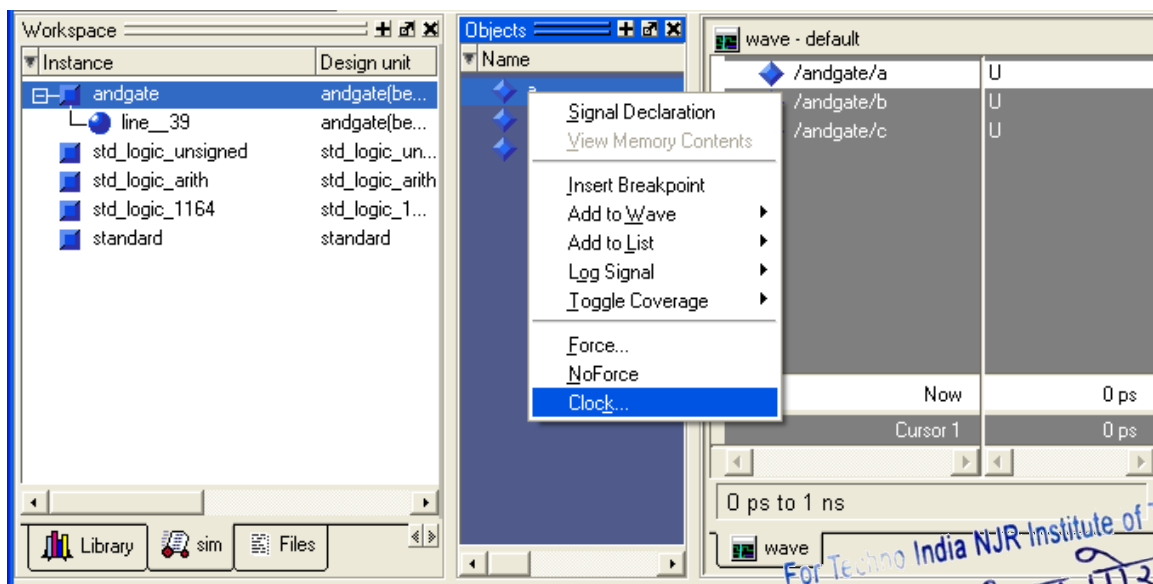 Workspace
Instance Design unit
andgate andgate(be...
line__39 andgate(be...
std_logic_unsigned std_logic_un...
std_logic_arith std_logic_arith
std_logic_1164 std_logic_1...
standard standard
Library sim Files
Objects
Name
a
Signal Declaration
View Memory Contents
Insert Breakpoint
Add to Wave
Add to List
Log Signal
Toggle Coverage
Force...
NoForce
Clock...
wave - default
/andgate/a U
/andgate/b U
/andgate/c U
Now 0 ps
Cursor 1 0 ps
0 ps to 1 ns
wave
For Techno India NJR Institute of